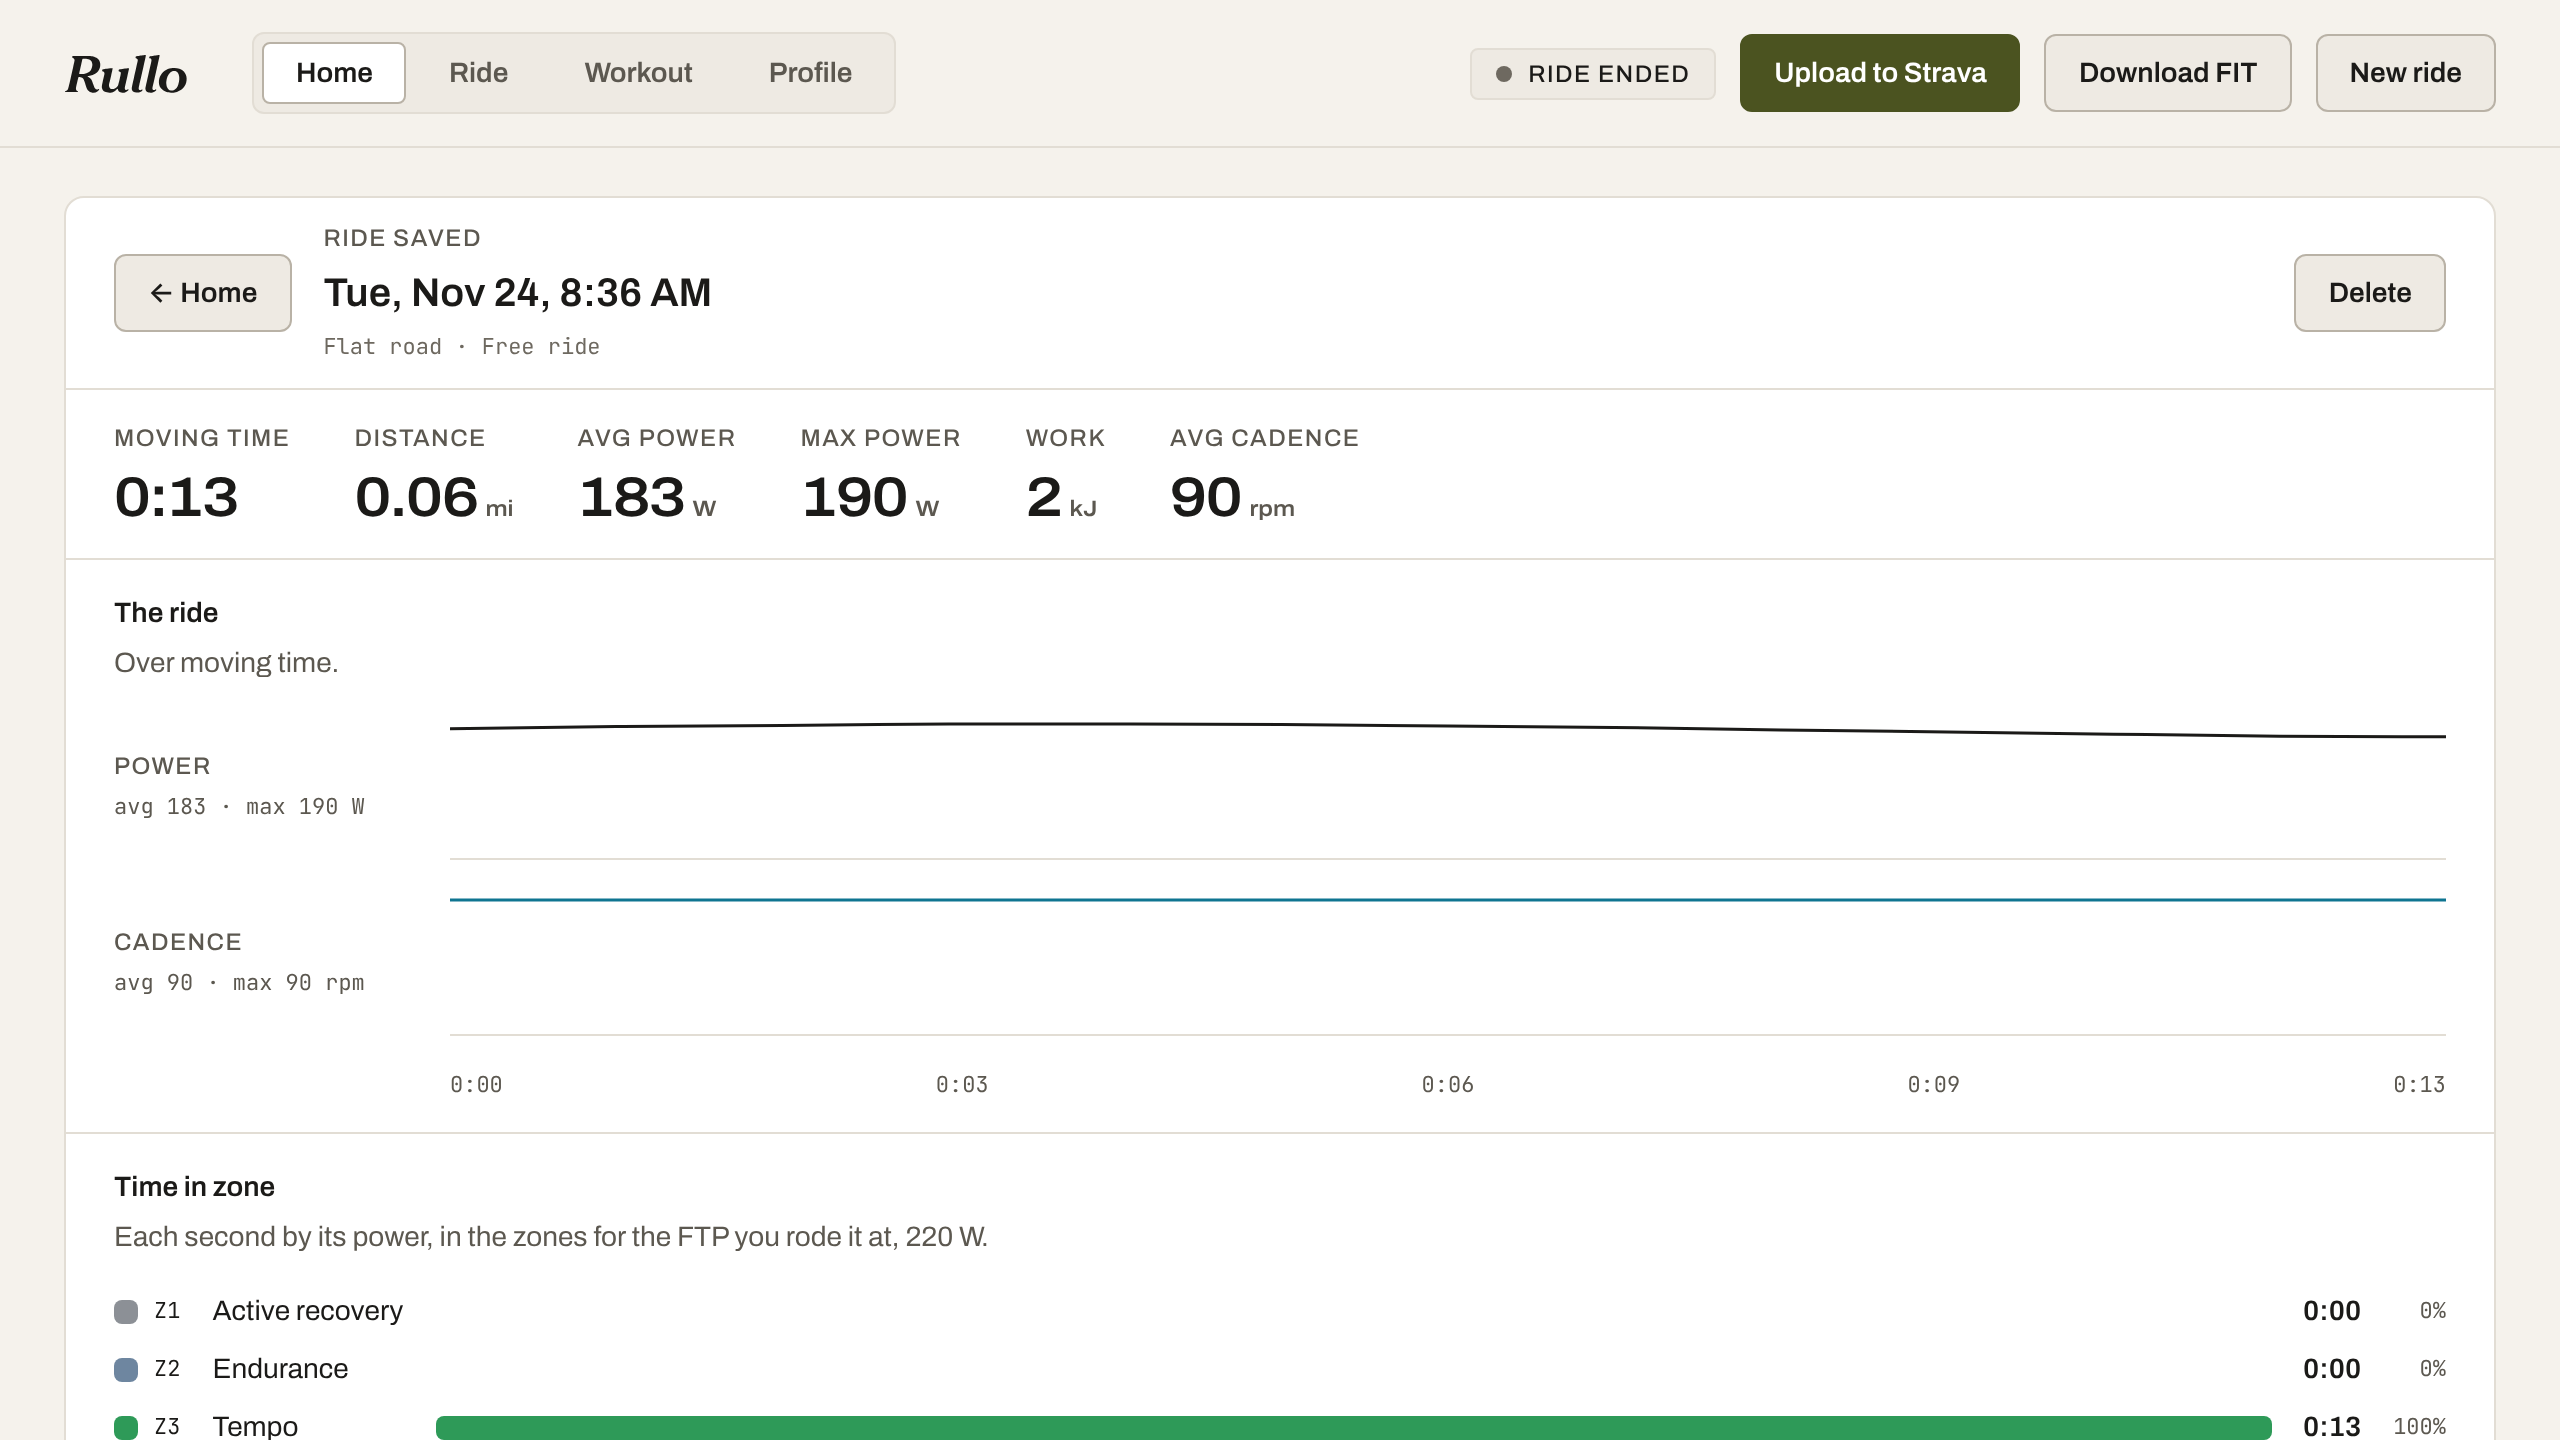 Rullo
Home Ride Workout Profile
RIDE ENDED
Upload to Strava
Download FIT
New ride
← Home
RIDE SAVED
Tue, Nov 24, 8:36 AM
Flat road · Free ride
Delete
MOVING TIME DISTANCE AVG POWER MAX POWER WORK AVG CADENCE
0:13 0.06 mi 183 W 190 W 2 kJ 90 rpm
The ride
Over moving time.
POWER
avg 183 · max 190 W
CADENCE
avg 90 · max 90 rpm
0:00 0:03 0:06 0:09 0:13
Time in zone
Each second by its power, in the zones for the FTP you rode it at, 220 W.
Z1 Active recovery 0:00 0%
Z2 Endurance 0:00 0%
Z3 Tempo 0:13 100%